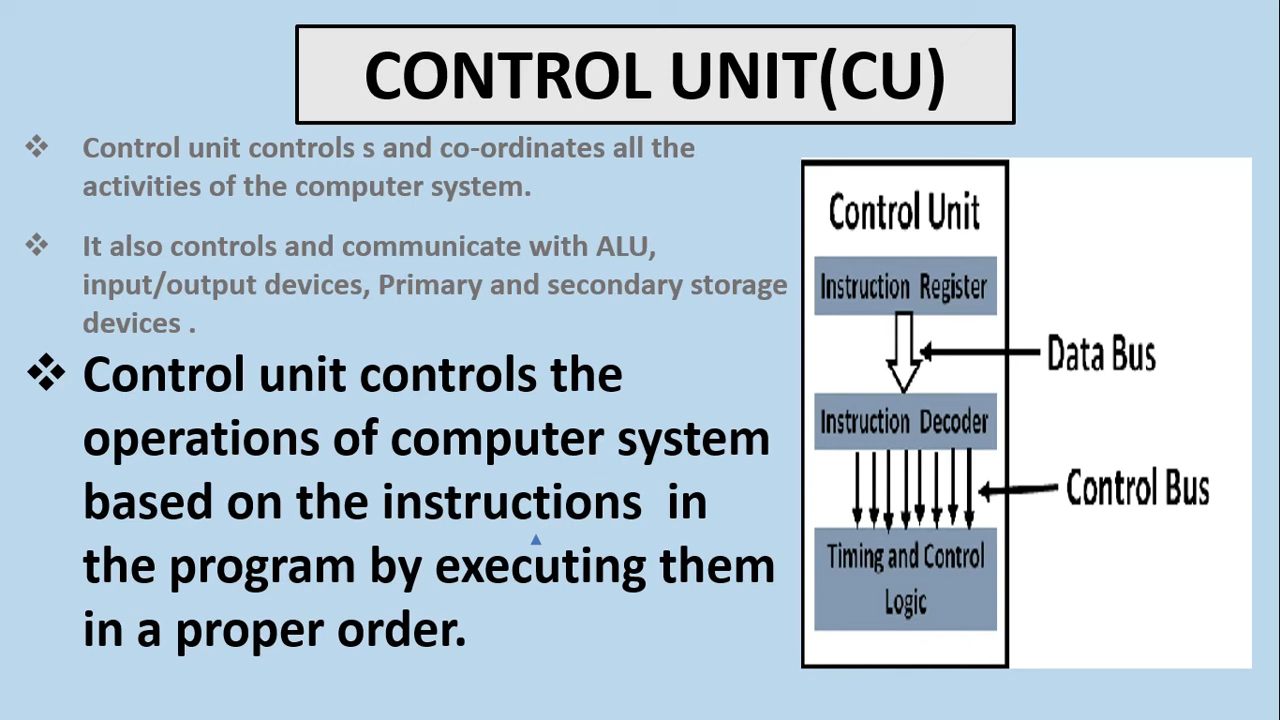 CONTROL UNIT(CU)
❖ Control unit controls s and co-ordinates all the
activities of the computer system.
❖ It also controls and communicate with ALU,
input/output devices, Primary and secondary storage
devices .
❖ Control unit controls the
operations of computer system
based on the instructions in
the program by executing them
in a proper order.
Control Unit
Instruction Register
Data Bus
Instruction Decoder
Control Bus
Timing and Control
Logic